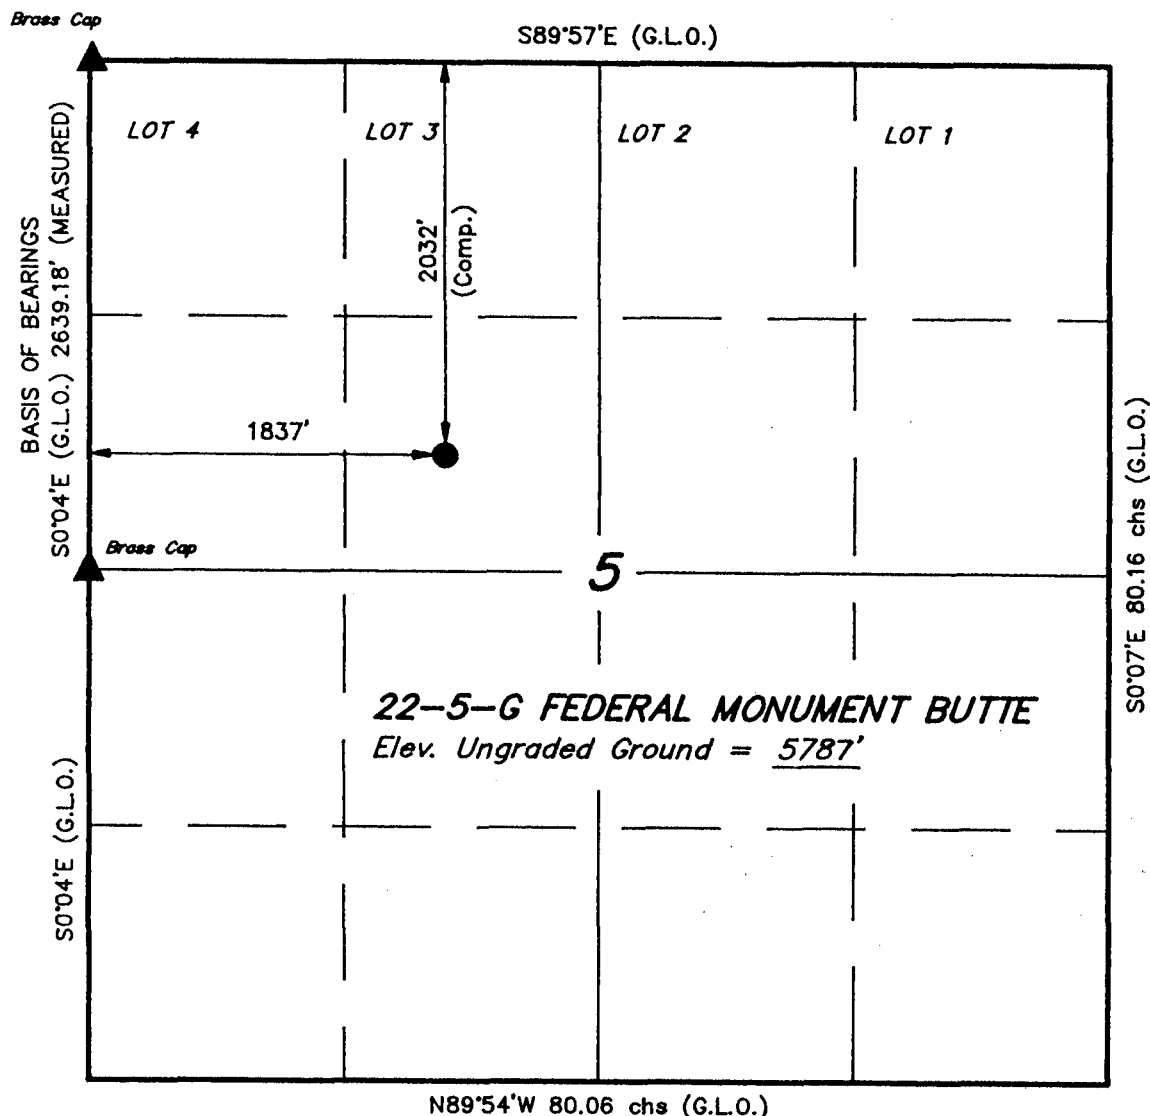 Brass Cap
S89°57'E (G.L.O.)
LOT 4
LOT 3
LOT 2
LOT 1
BASIS OF BEARINGS
S0°04'E (G.L.O.) 2639.18' (MEASURED)
2032'
(Comp.)
1837'
Brass Cap
5
S0°07'E 80.16 chs (G.L.O.)
22-5-G FEDERAL MONUMENT BUTTE
Elev. Ungraded Ground = 5787'
S0°04'E (G.L.O.)
N89°54'W 80.06 chs (G.L.O.)